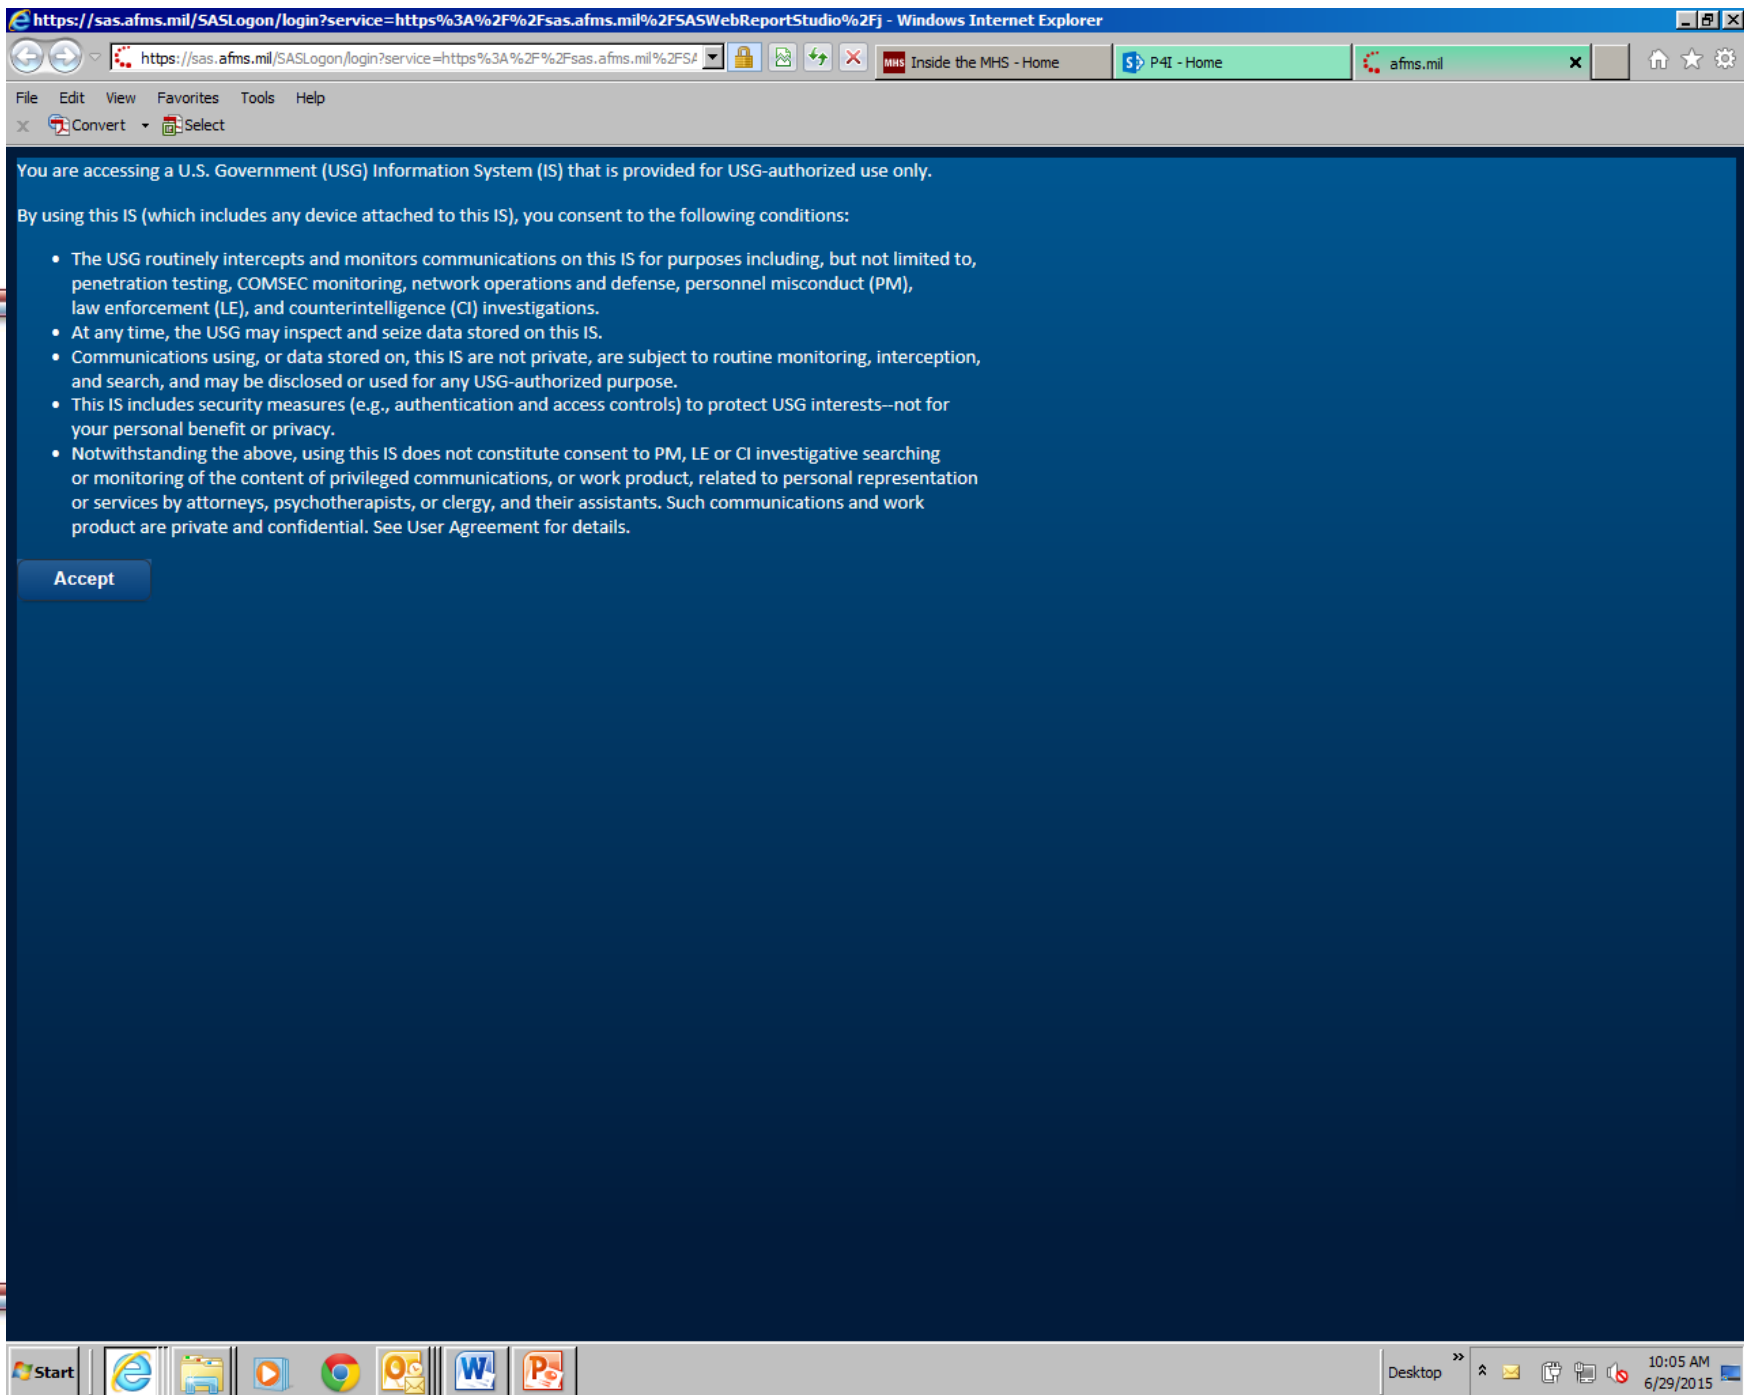 https://sas.afms.mil/SASLogon/login?service=https%3A%2F%2Fsas.afms.mil%2FSASWebReportStudio%2Fj - Windows Internet Explorer
https://sas.afms.mil/SASLogon/login?service=https%3A%2F%2Fsas.afms.mil%2FSA
MHS Inside the MHS - Home
P4I - Home
afms.mil
File Edit View Favorites Tools Help
x Convert Select
You are accessing a U.S. Government (USG) Information System (IS) that is provided for USG-authorized use only.
By using this IS (which includes any device attached to this IS), you consent to the following conditions:
• The USG routinely intercepts and monitors communications on this IS for purposes including, but not limited to,
penetration testing, COMSEC monitoring, network operations and defense, personnel misconduct (PM),
law enforcement (LE), and counterintelligence (CI) investigations.
• At any time, the USG may inspect and seize data stored on this IS.
• Communications using, or data stored on, this IS are not private, are subject to routine monitoring, interception,
and search, and may be disclosed or used for any USG-authorized purpose.
• This IS includes security measures (e.g., authentication and access controls) to protect USG interests--not for
your personal benefit or privacy.
• Notwithstanding the above, using this IS does not constitute consent to PM, LE or CI investigative searching
or monitoring of the content of privileged communications, or work product, related to personal representation
or services by attorneys, psychotherapists, or clergy, and their assistants. Such communications and work
product are private and confidential. See User Agreement for details.
Accept
Start
Desktop
10:05 AM
6/29/2015